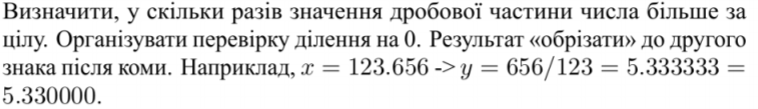 Визначити, у скільки разів значення дробової частини числа більше за
цілу. Організувати перевірку ділення на 0. Результат «обрізати» до другого
знака після коми. Наприклад, x = 123.656 -> y = 656/123 = 5.333333 =
5.330000.